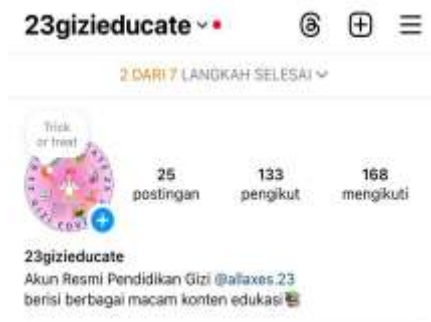 23gizieducate
2 DARI 7 LANGKAH SELESAI
Trick
or treat
25 133 168
postingan pengikut mengikuti
23gizieducate
Akun Resmi Pendidikan Gizi @allaxes.23
berisi berbagai macam konten edukasi